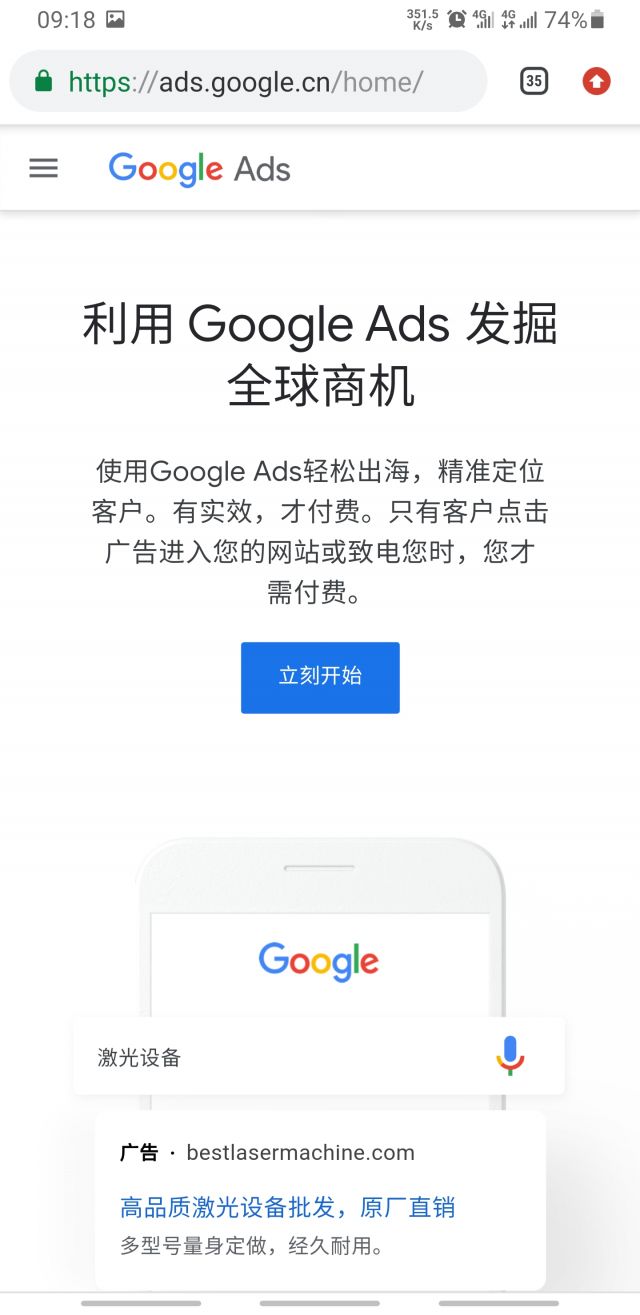 09:18
351.5 K/s 4G 4G 74%
https://ads.google.cn/home/
35
Google Ads
利用 Google Ads 发掘
全球商机
使用Google Ads轻松出海，精准定位
客户。有实效，才付费。只有客户点击
广告进入您的网站或致电您时，您才
需付费。
立刻开始
Google
激光设备
广告 · bestlasermachine.com
高品质激光设备批发，原厂直销
多型号量身定做，经久耐用。